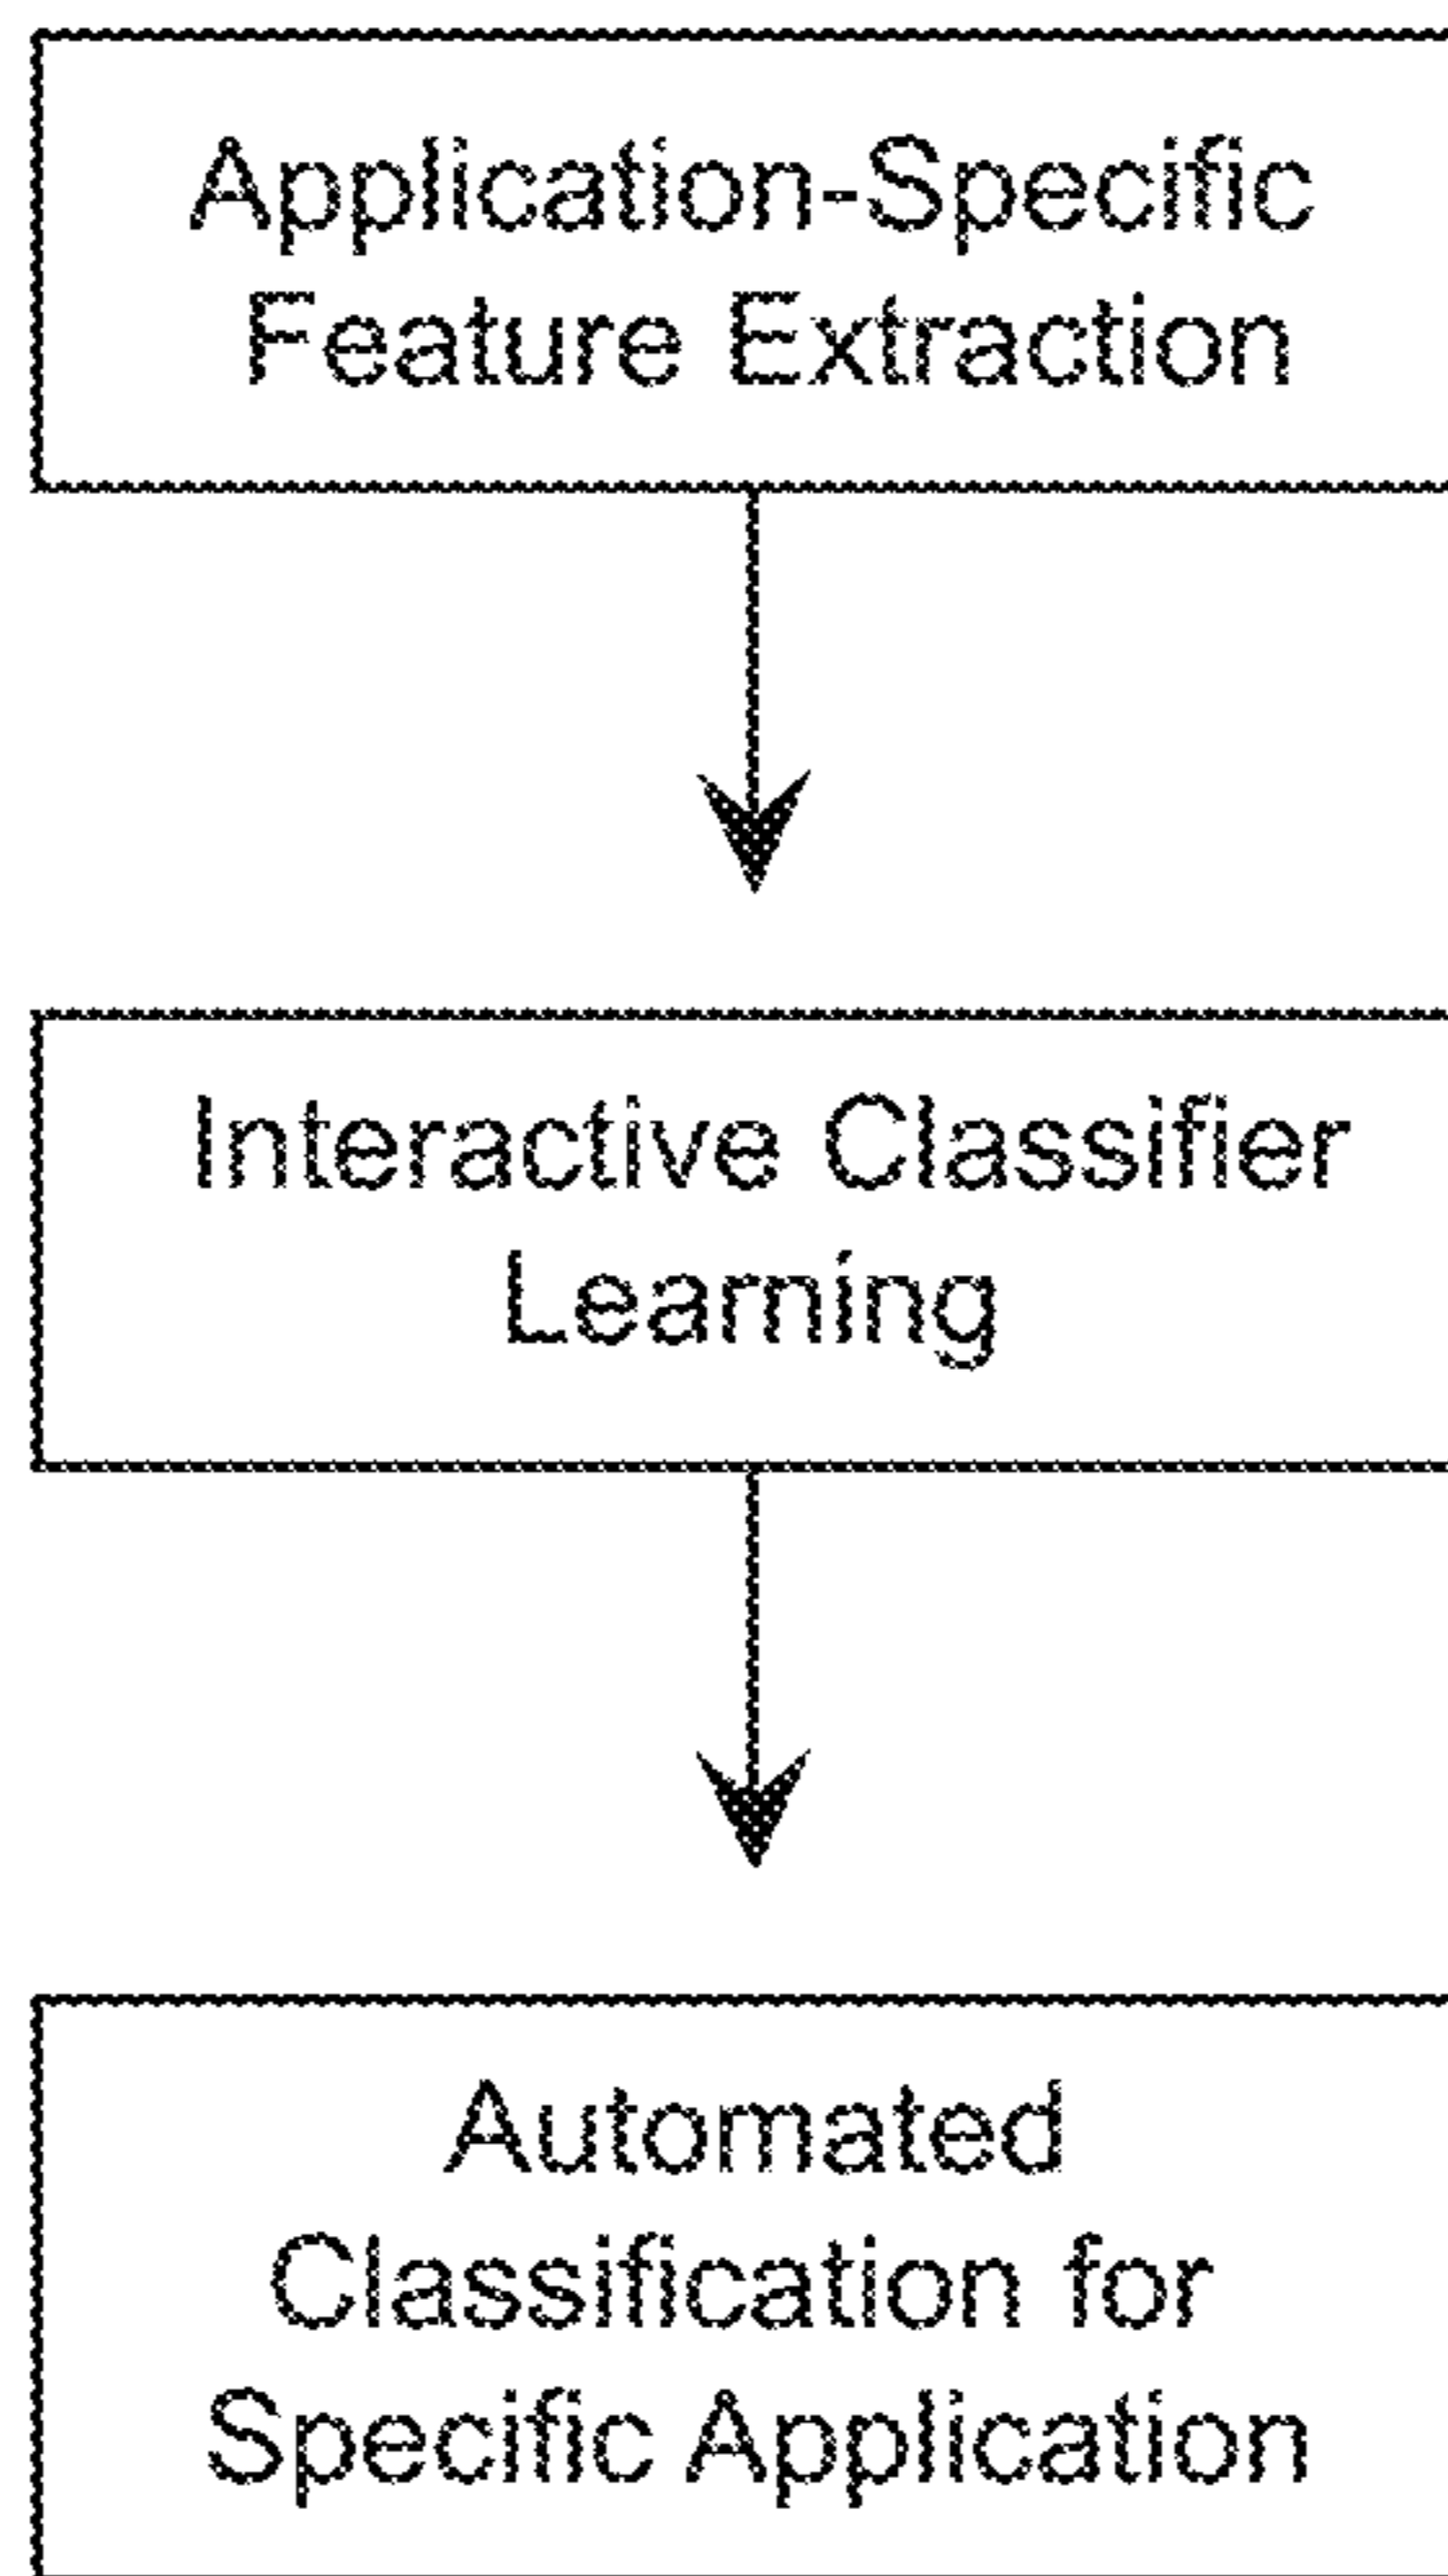 Application-Specific
Feature Extraction
Interactive Classifier
Learning
Automated
Classification for
Specific Application